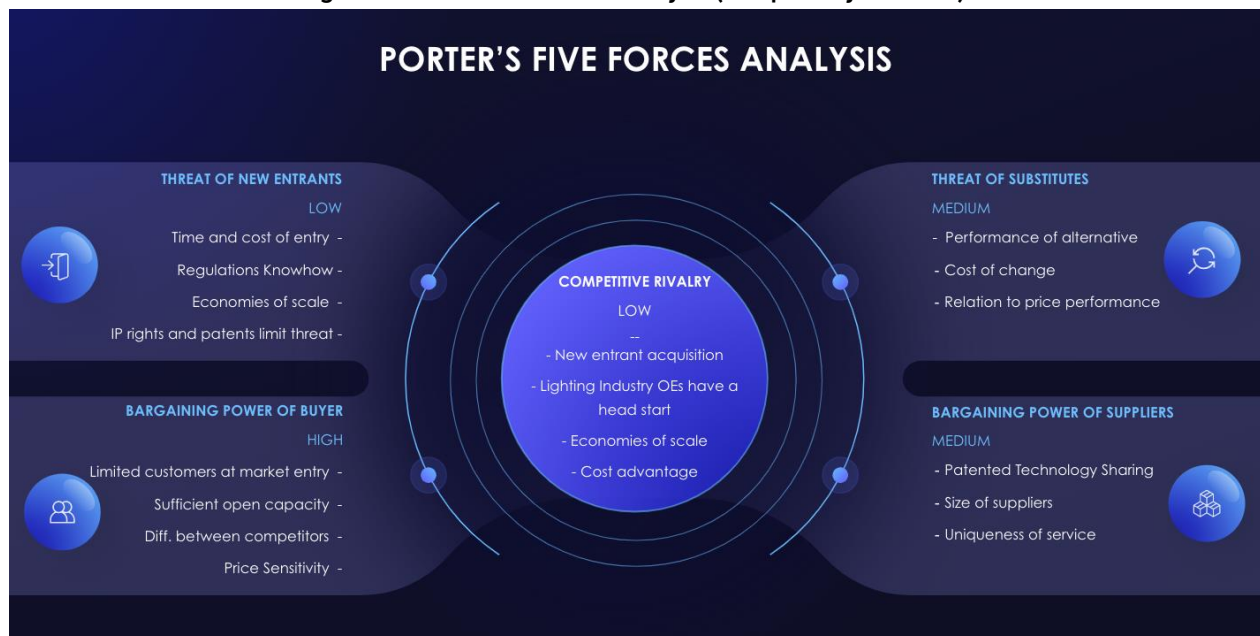 PORTER'S FIVE FORCES ANALYSIS
THREAT OF NEW ENTRANTS
LOW
Time and cost of entry -
Regulations Knowhow -
Economies of scale -
IP rights and patents limit threat -
BARGAINING POWER OF BUYER
HIGH
Limited customers at market entry -
Sufficient open capacity -
Diff. between competitors -
Price Sensitivity -
COMPETITIVE RIVALRY
LOW
--
- New entrant acquisition
- Lighting Industry OEs have a
head start
- Economies of scale
- Cost advantage
THREAT OF SUBSTITUTES
MEDIUM
- Performance of alternative
- Cost of change
- Relation to price performance
BARGAINING POWER OF SUPPLIERS
MEDIUM
- Patented Technology Sharing
- Size of suppliers
- Uniqueness of service